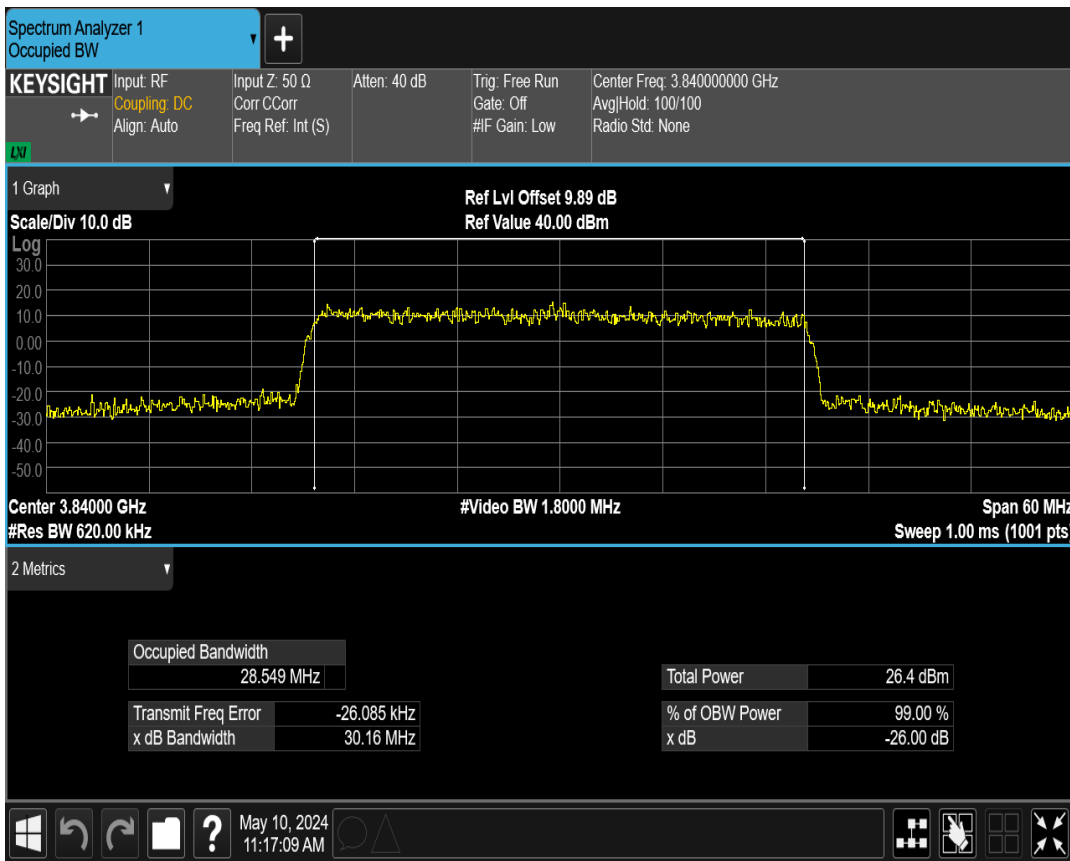 Spectrum Analyzer 1
Occupied BW
+
KEYSIGHT
LXI
Input: RF
Coupling: DC
Align: Auto
Input Z: 50 Ω
Corr CCorr
Freq Ref: Int (S)
Atten: 40 dB
Trig: Free Run
Gate: Off
#IF Gain: Low
Center Freq: 3.840000000 GHz
Avg|Hold: 100/100
Radio Std: None
1 Graph
Scale/Div 10.0 dB
Ref Lvl Offset 9.89 dB
Ref Value 40.00 dBm
Log
30.0
20.0
10.0
0.00
-10.0
-20.0
-30.0
-40.0
-50.0
Center 3.84000 GHz
#Res BW 620.00 kHz
#Video BW 1.8000 MHz
Span 60 MHz
Sweep 1.00 ms (1001 pts)
2 Metrics
Occupied Bandwidth
28.549 MHz
Transmit Freq Error -26.085 kHz
x dB Bandwidth 30.16 MHz
Total Power 26.4 dBm
% of OBW Power 99.00 %
x dB -26.00 dB
?
May 10, 2024
11:17:09 AM